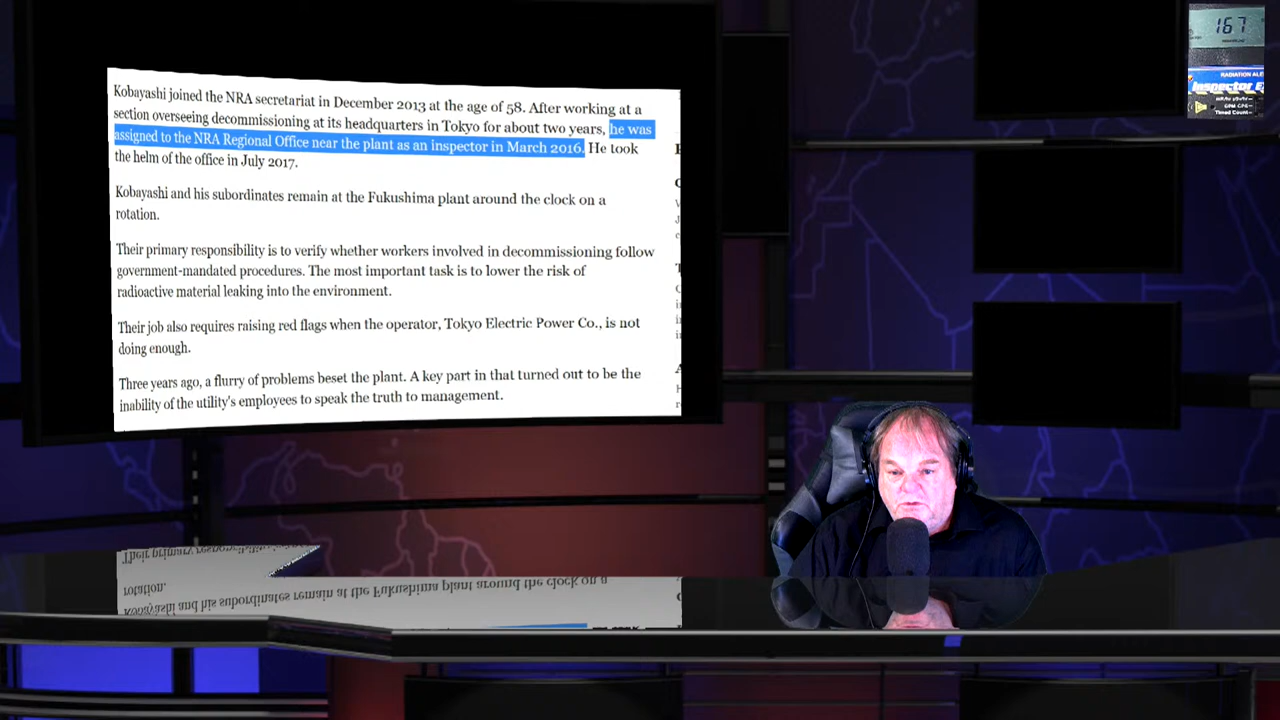 Kobayashi joined the NRA secretariat in December 2013 at the age of 58. After working at a
section overseeing decommissioning at its headquarters in Tokyo for about two years, he was
assigned to the NRA Regional Office near the plant as an inspector in March 2016. He took
the helm of the office in July 2017.
Kobayashi and his subordinates remain at the Fukushima plant around the clock on a
rotation.
Their primary responsibility is to verify whether workers involved in decommissioning follow
government-mandated procedures. The most important task is to lower the risk of
radioactive material leaking into the environment.
Their job also requires raising red flags when the operator, Tokyo Electric Power Co., is not
doing enough.
Three years ago, a flurry of problems beset the plant. A key part in that turned out to be the
inability of the utility's employees to speak the truth to management.
167
RADIATION ALE
Inspector E
Timed Count